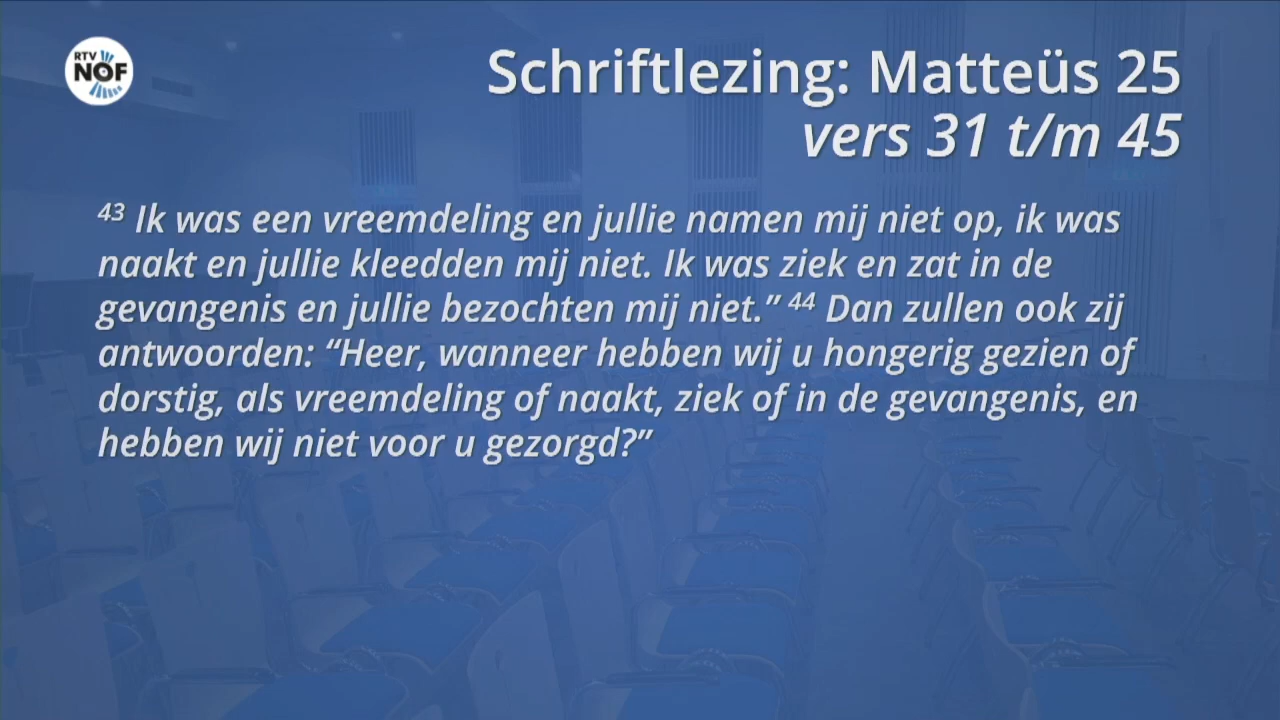 RTV
NOF
Schriftlezing: Matteüs 25
vers 31 t/m 45
43 Ik was een vreemdeling en jullie namen mij niet op, ik was
naakt en jullie kleedden mij niet. Ik was ziek en zat in de
gevangenis en jullie bezochten mij niet.” 44 Dan zullen ook zij
antwoorden: “Heer, wanneer hebben wij u hongerig gezien of
dorstig, als vreemdeling of naakt, ziek of in de gevangenis, en
hebben wij niet voor u gezorgd?”